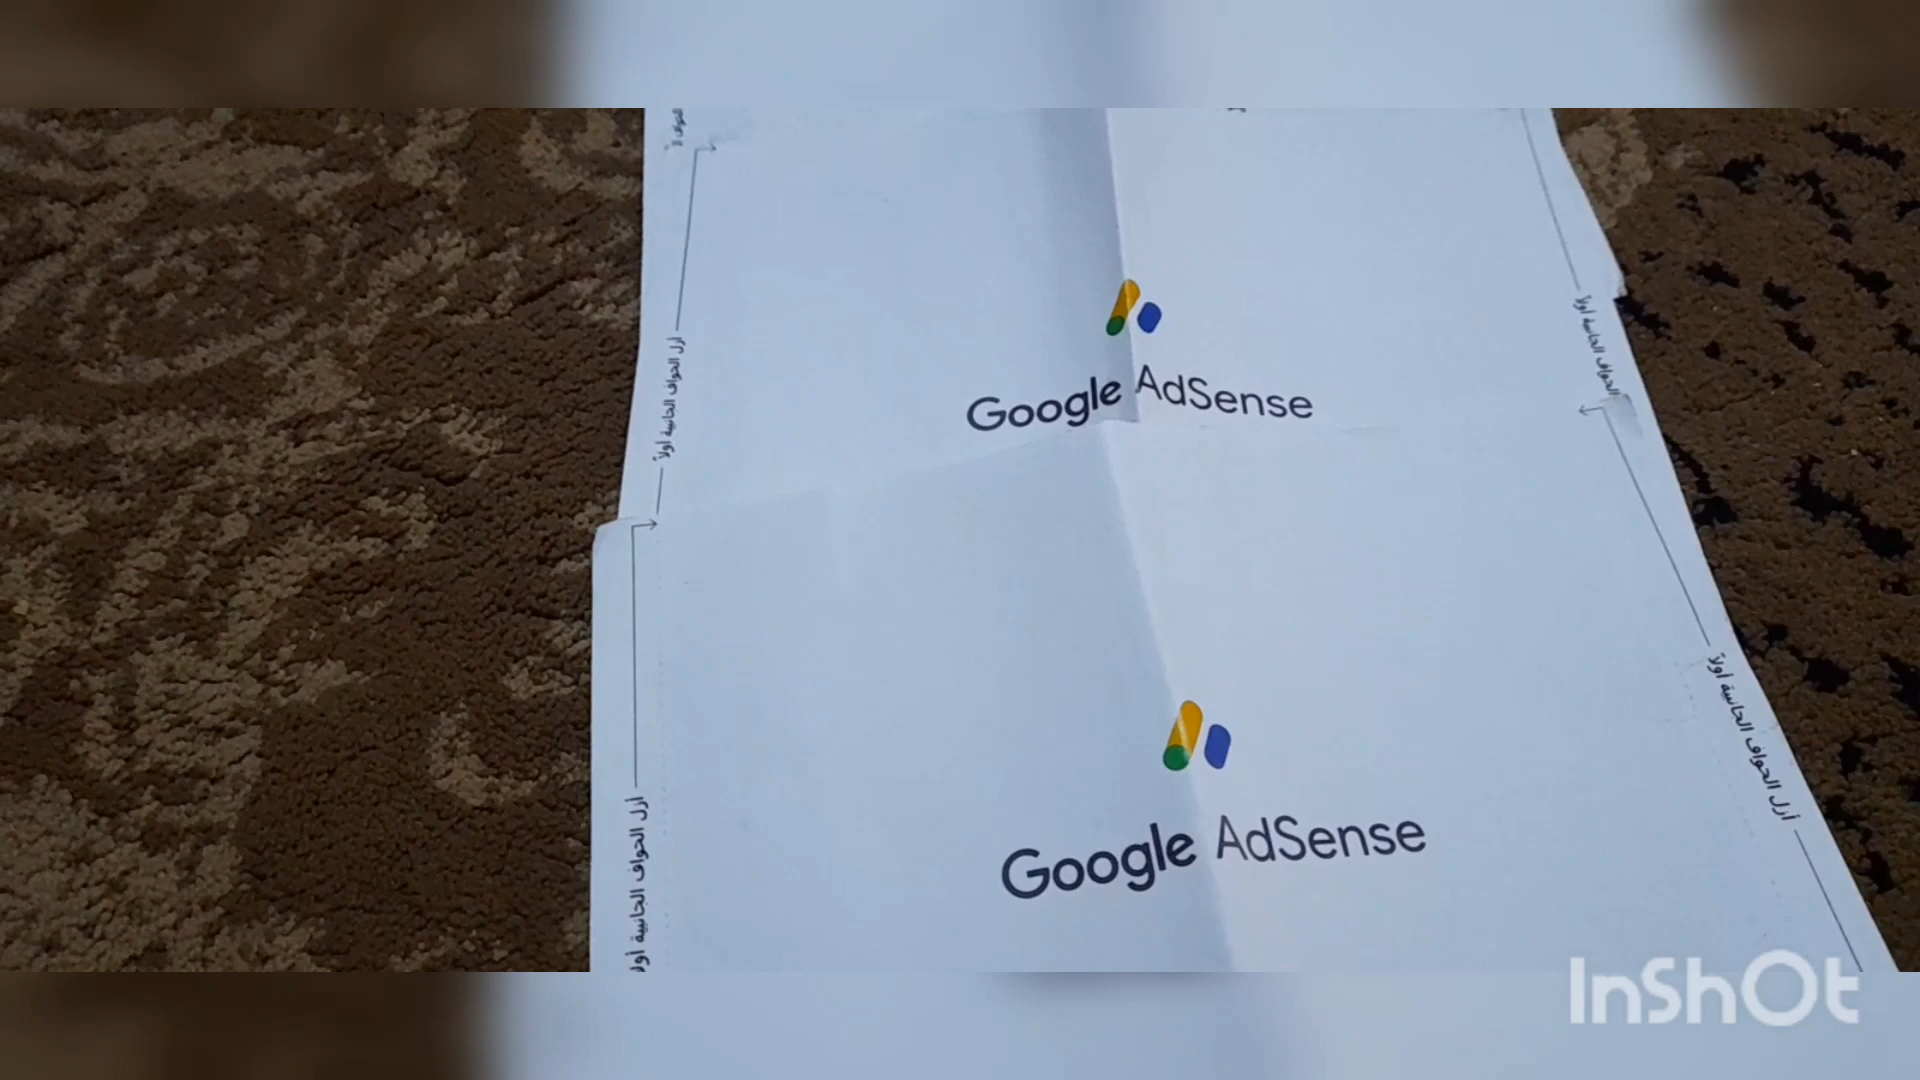 أزل الحواف الجانبية أولاً
الحواف الجانبية أولاً
Google AdSense
أزل الحواف الجانبية أولاً
أزل الحواف الجانبية أولا
Google AdSense
InShOt